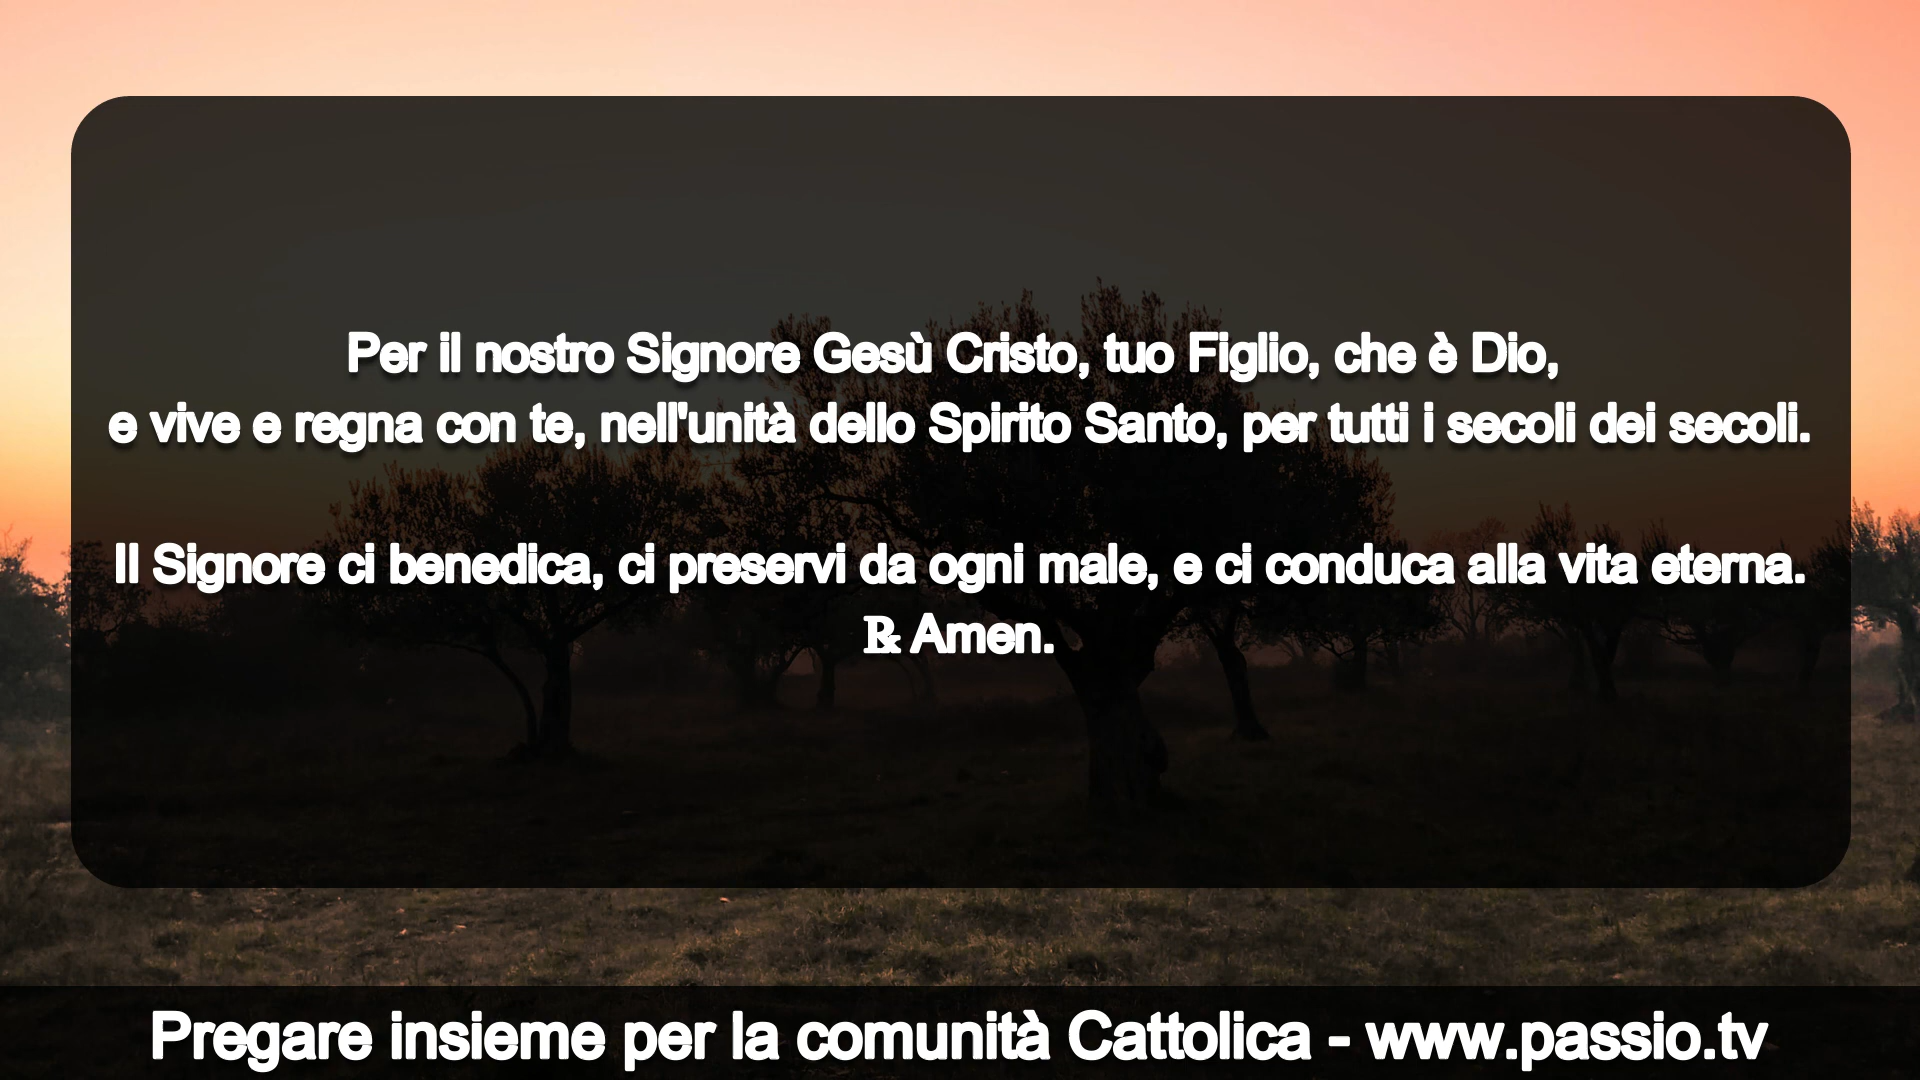 Per il nostro Signore Gesù Cristo, tuo Figlio, che è Dio,
e vive e regna con te, nell'unità dello Spirito Santo, per tutti i secoli dei secoli.
Il Signore ci benedica, ci preservi da ogni male, e ci conduca alla vita eterna.
℞ Amen.
Pregare insieme per la comunità Cattolica - www.passio.tv